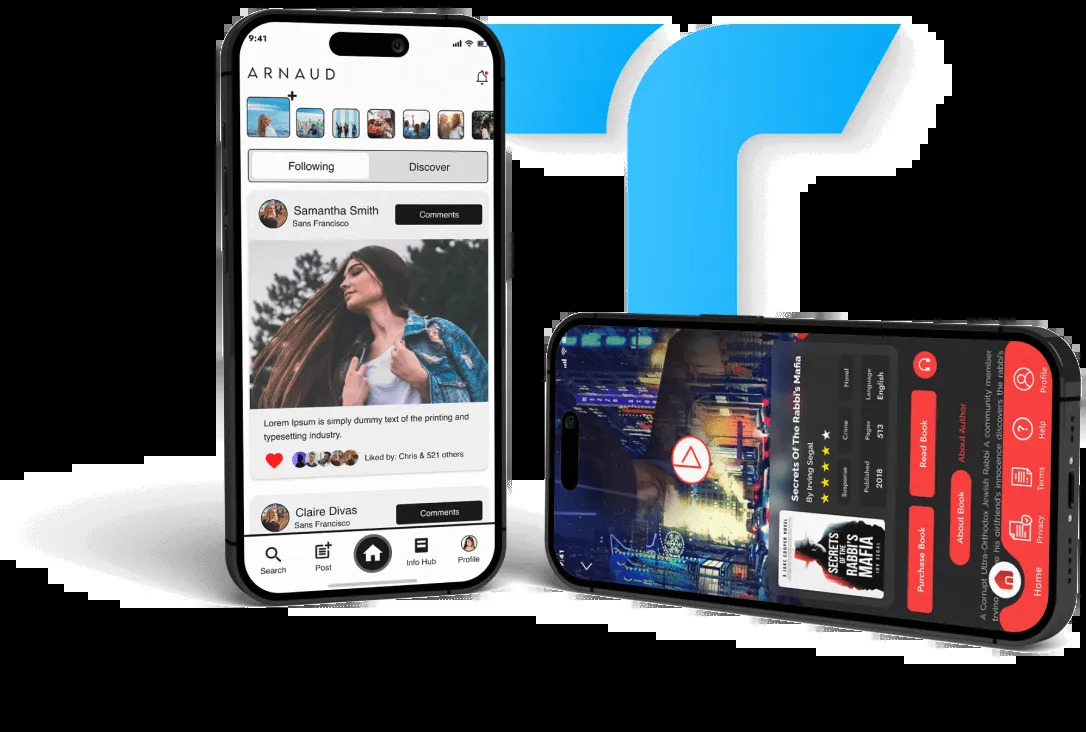 9:41
ARNAUD
Following
Discover
Samantha Smith
Sans Francisco
Comments
Lorem Ipsum is simply dummy text of the printing and
typesetting industry.
Liked by: Chris & 521 others
Claire Divas
Sans Francisco
Comments
Search
Post
Info Hub
Profile
9:41
Secrets Of The Rabbi's Mafia
By Irving Segal
Suspense
Crime
Novel
Published
2018
Pages
513
Language
English
A JAKE COOPER NOVEL
SECRETS
OF THE
RABBI'S
MAFIA
IRV SEGAL
Purchase Book
Read Book
About Book
About Author
A Corrupt Ultra-Orthodox Jewish Rabbi A community member
his girlfriend's innocence discovers the rabbi's
Home
Privacy
Terms
Help
Profile